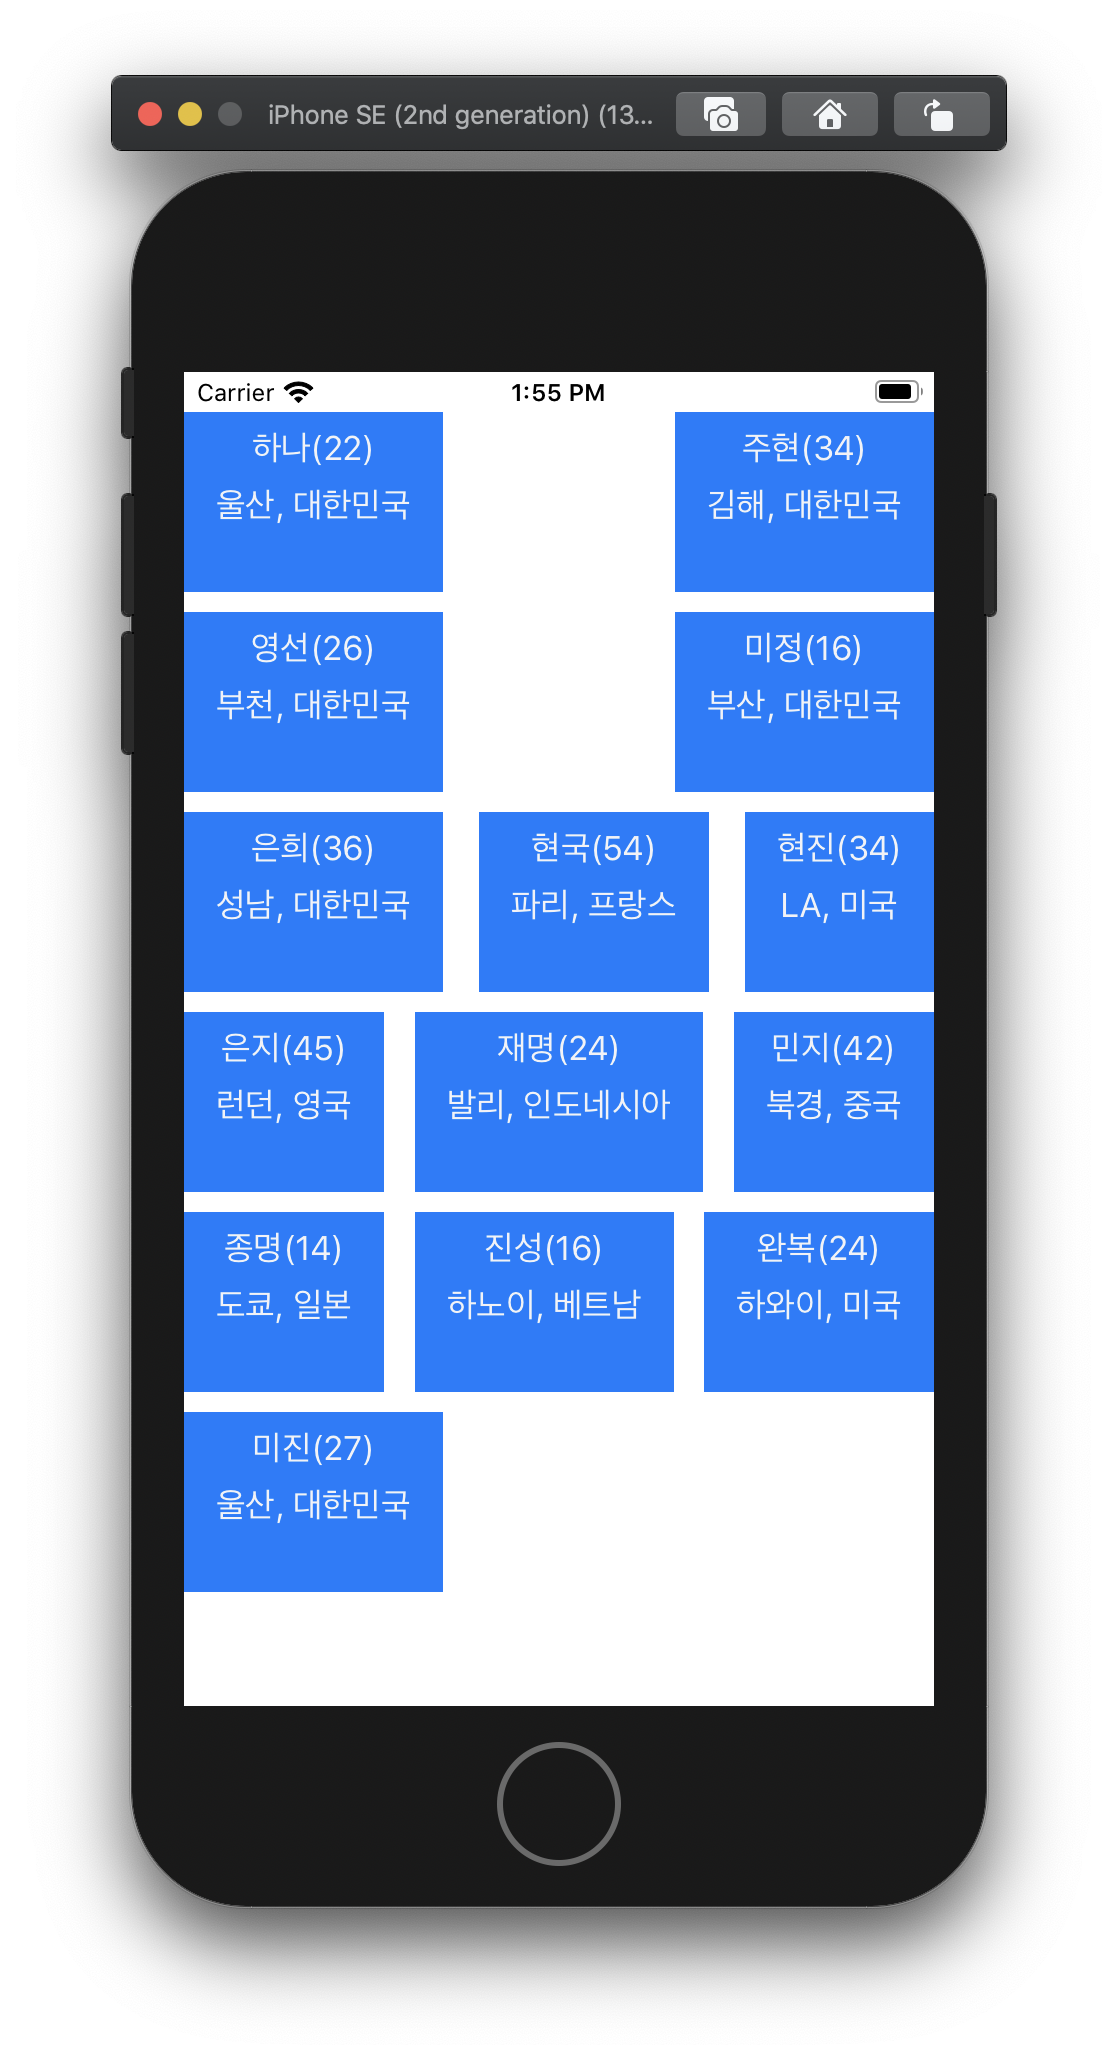 iPhone SE (2nd generation) (13...
Carrier 1:55 PM
하나(22)
울산, 대한민국
주현(34)
김해, 대한민국
영선(26)
부천, 대한민국
미정(16)
부산, 대한민국
은희(36)
성남, 대한민국
현국(54)
파리, 프랑스
현진(34)
LA, 미국
은지(45)
런던, 영국
재명(24)
발리, 인도네시아
민지(42)
북경, 중국
종명(14)
도쿄, 일본
진성(16)
하노이, 베트남
완복(24)
하와이, 미국
미진(27)
울산, 대한민국